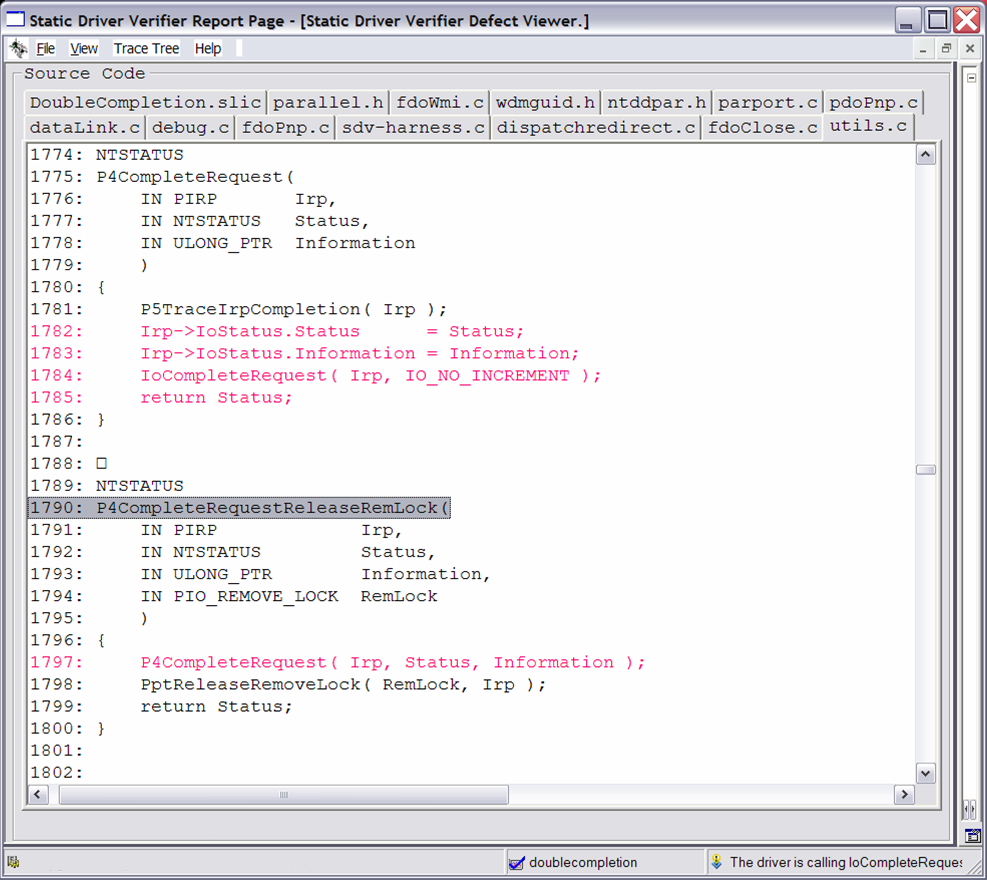 Static Driver Verifier Report Page - [Static Driver Verifier Defect Viewer.]
File View Trace Tree Help
Source Code
DoubleCompletion.slic parallel.h fdoWmi.c wdmguid.h ntddpar.h parport.c pdoPnp.c
dataLink.c debug.c fdoPnp.c sdv-harness.c dispatchredirect.c fdoClose.c utils.c
1774: NTSTATUS
1775: P4CompleteRequest(
1776:     IN PIRP       Irp,
1777:     IN NTSTATUS   Status,
1778:     IN ULONG_PTR  Information
1779:     )
1780: {
1781:     P5TraceIrpCompletion( Irp );
1782:     Irp->IoStatus.Status      = Status;
1783:     Irp->IoStatus.Information = Information;
1784:     IoCompleteRequest( Irp, IO_NO_INCREMENT );
1785:     return Status;
1786: }
1787:
1788: □
1789: NTSTATUS
1790: P4CompleteRequestReleaseRemLock(
1791:     IN PIRP             Irp,
1792:     IN NTSTATUS         Status,
1793:     IN ULONG_PTR        Information,
1794:     IN PIO_REMOVE_LOCK  RemLock
1795:     )
1796: {
1797:     P4CompleteRequest( Irp, Status, Information );
1798:     PptReleaseRemoveLock( RemLock, Irp );
1799:     return Status;
1800: }
1801:
1802:
doublecompletion The driver is calling IoCompleteReques